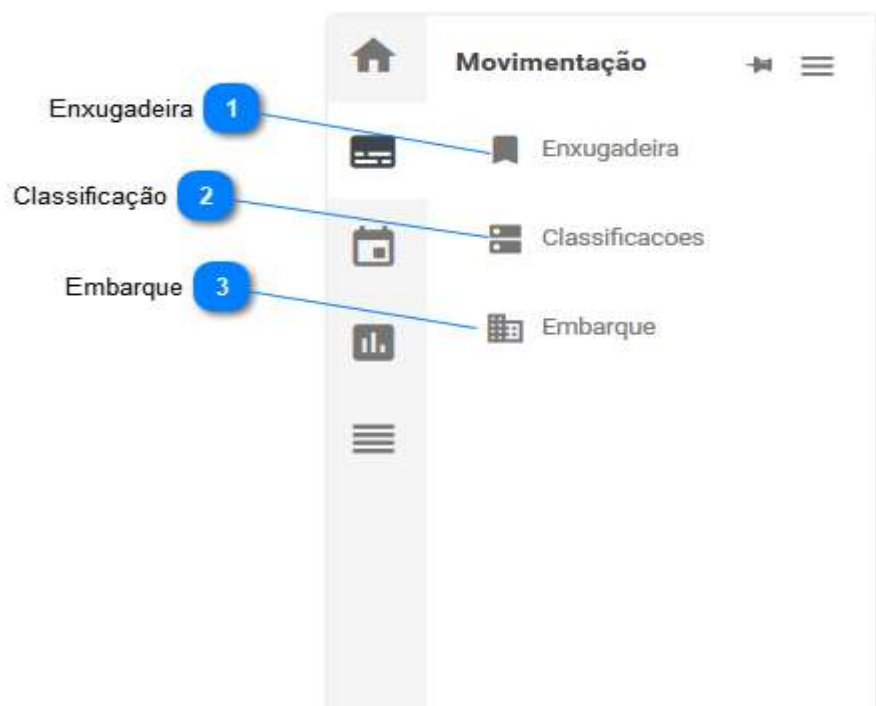 Movimentação
Enxugadeira 1
Enxugadeira
Classificação 2
Classificacoes
Embarque 3
Embarque